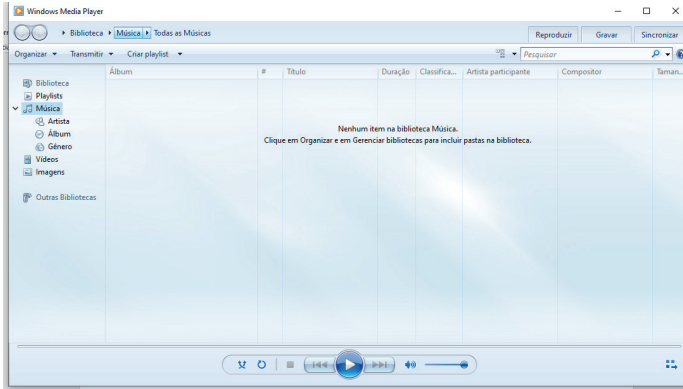 Windows Media Player
Biblioteca Música Todas as Músicas
Reproduzir Gravar Sincronizar
Organizar Transmitir Criar playlist
Pesquisar
Álbum # Título Duração Classifica... Artista participante Compositor Taman...
Biblioteca
Playlists
Música
Artista
Álbum
Gênero
Vídeos
Imagens
Outras Bibliotecas
Nenhum item na biblioteca Música.
Clique em Organizar e em Gerenciar bibliotecas para incluir pastas na biblioteca.